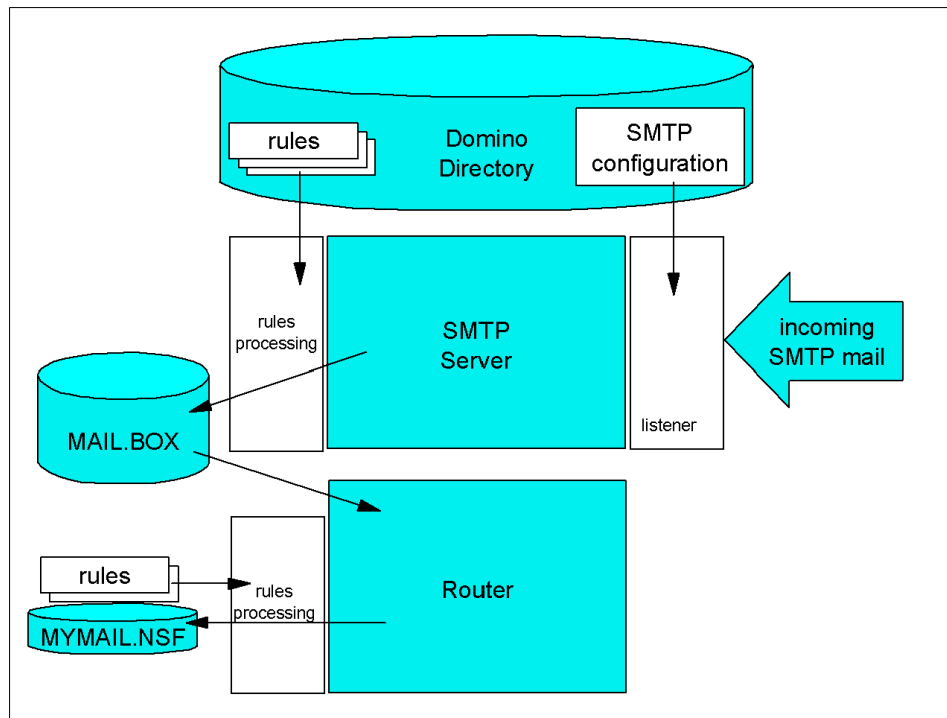 rules
Domino
Directory
SMTP
configuration
rules
processing
SMTP
Server
listener
incoming
SMTP mail
MAIL.BOX
rules
MYMAIL.NSF
rules
processing
Router